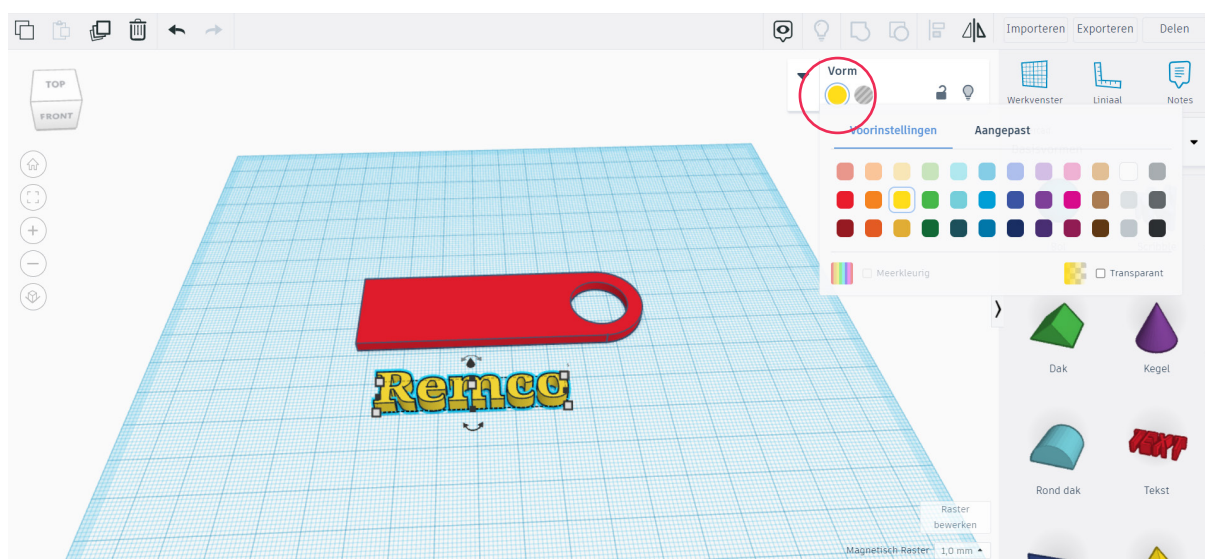 Importeren Exporteren Delen
TOP
FRONT
Vorm
Werkvenster Liniaal Notes
Voorinstellingen Aangepast
Meerkleurig Transparant
Remco
Dak Kegel
TEXT
Rond dak Tekst
Raster
bewerken
Magnetisch Raster 1,0 mm